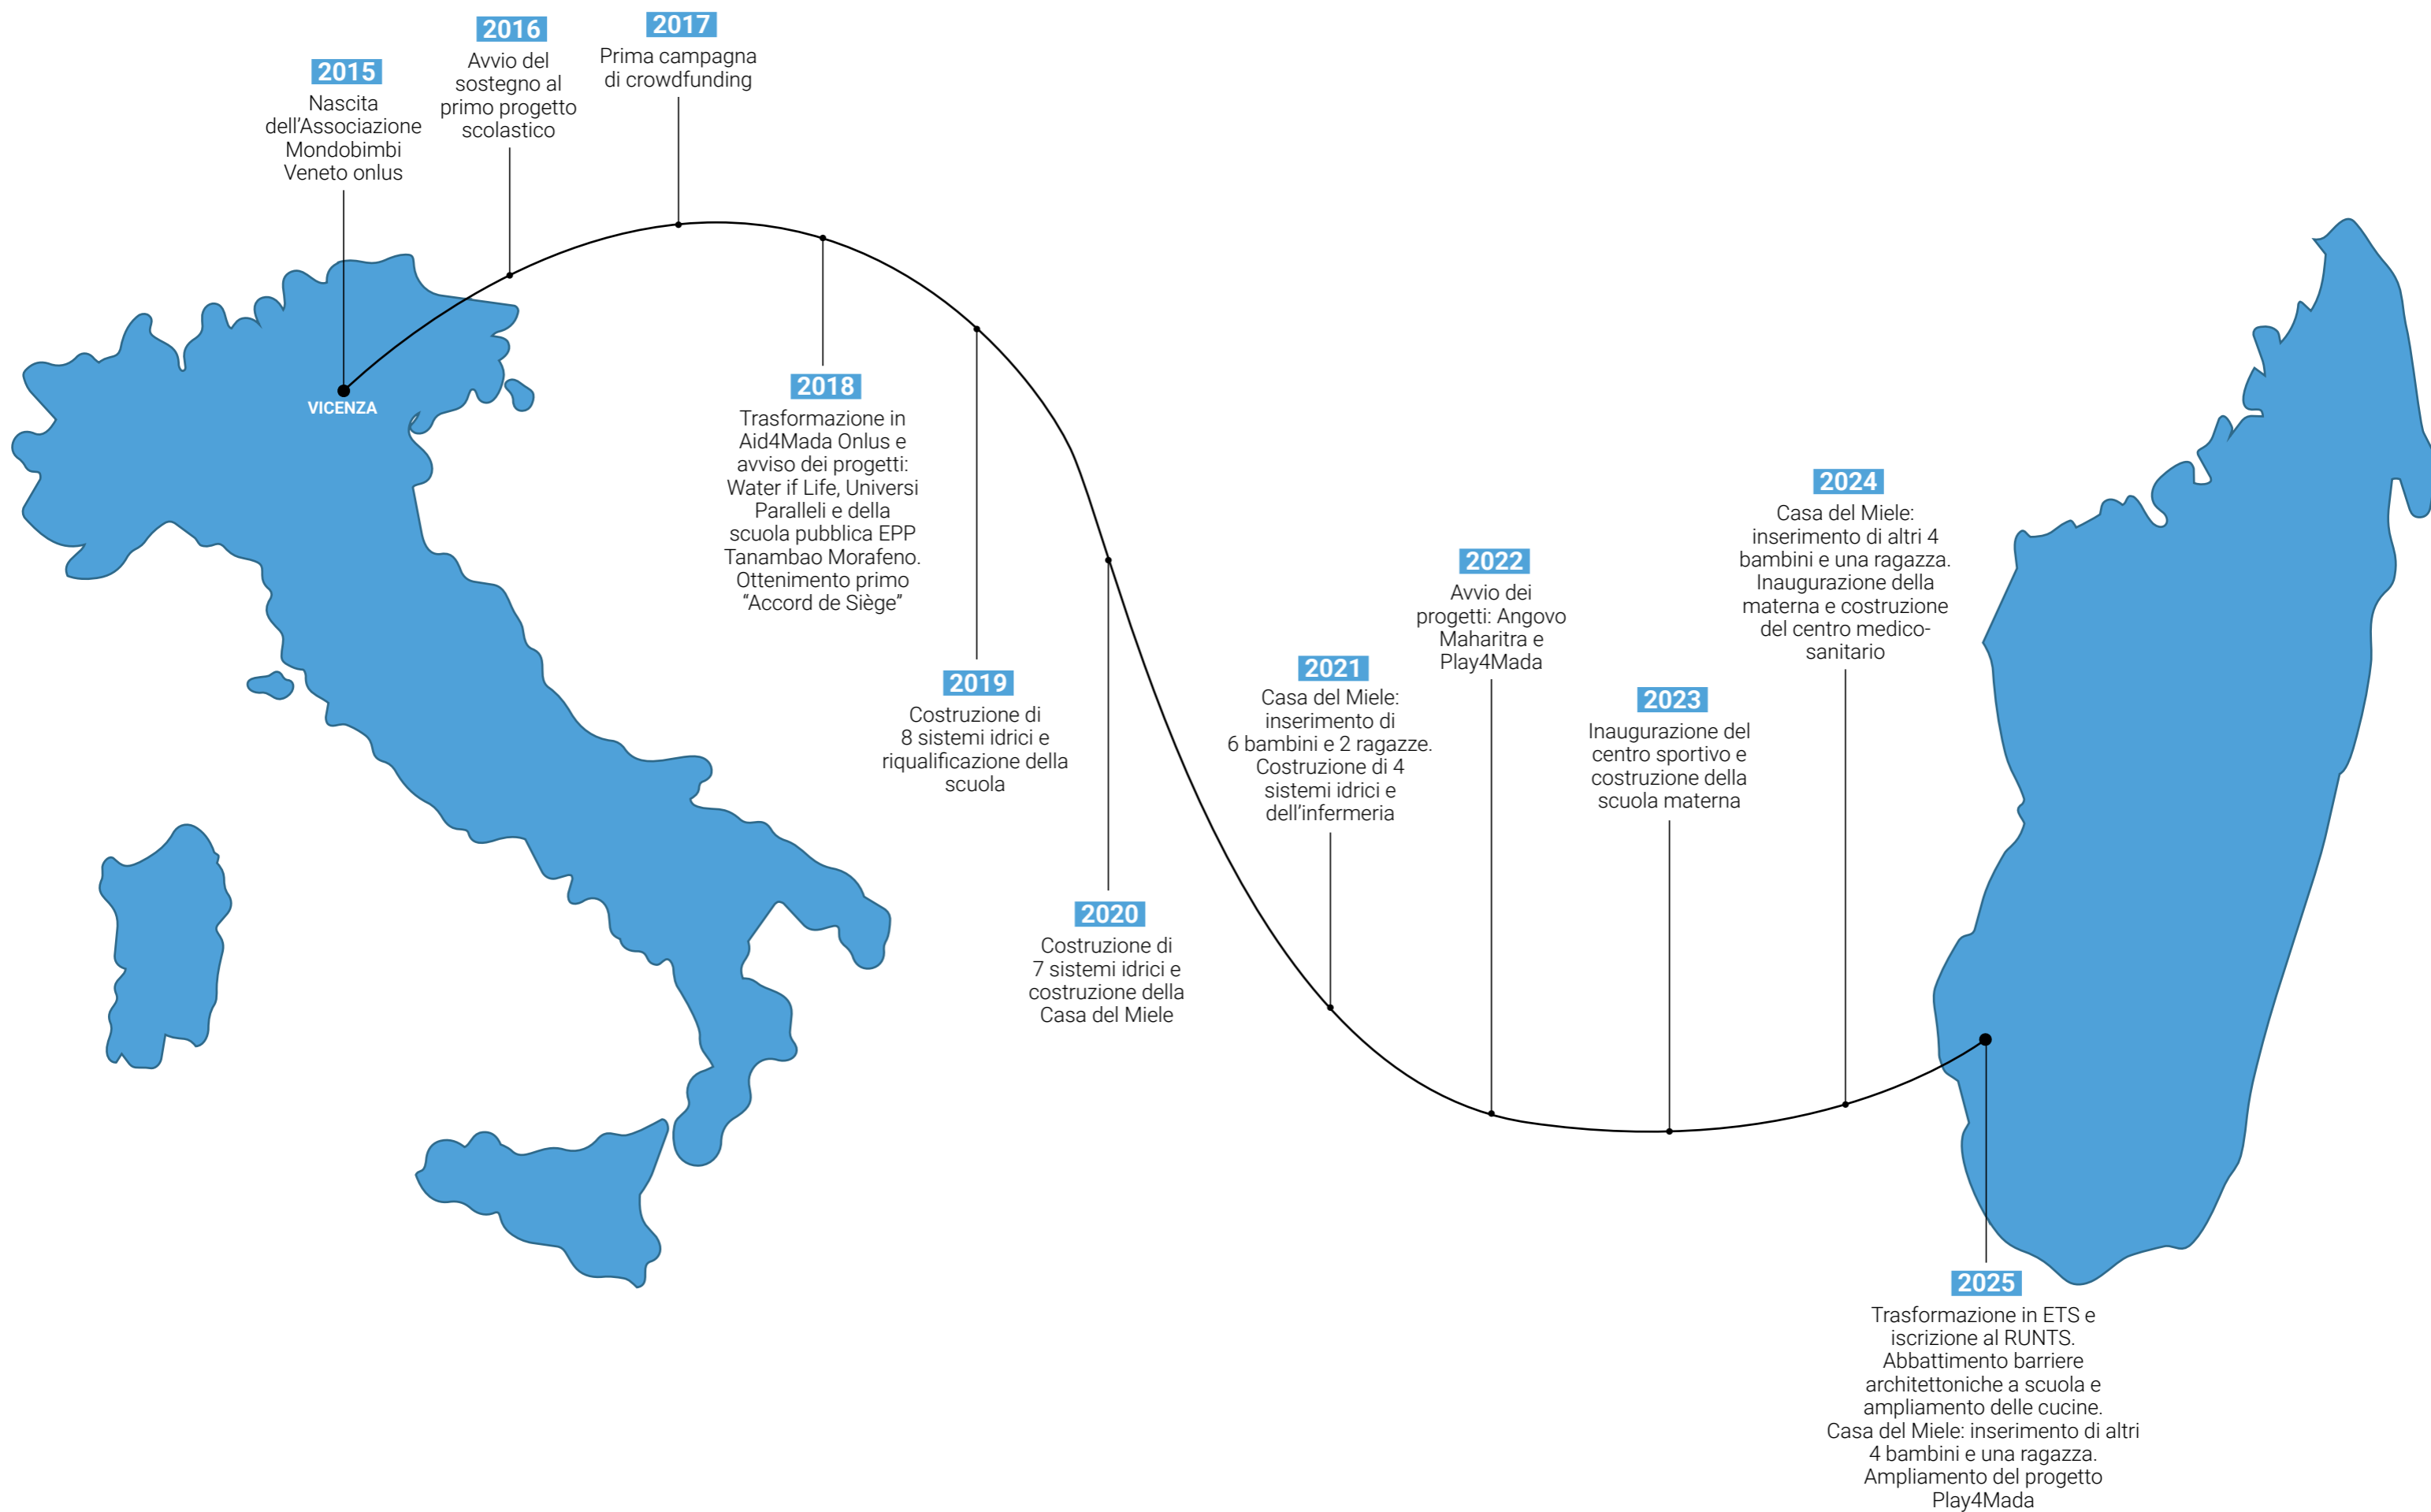 2015
Nascita
dell'Associazione
Mondobimbi
Veneto onlus
2016
Avvio del
sostegno al
primo progetto
scolastico
2017
Prima campagna
di crowdfunding
VICENZA
2018
Trasformazione in
Aid4Mada Onlus e
avviso dei progetti:
Water if Life, Universi
Paralleli e della
scuola pubblica EPP
Tanambao Morafeno.
Ottenimento primo
“Accord de Siège”
2019
Costruzione di
8 sistemi idrici e
riqualificazione della
scuola
2020
Costruzione di
7 sistemi idrici e
costruzione della
Casa del Miele
2021
Casa del Miele:
inserimento di
6 bambini e 2 ragazze.
Costruzione di 4
sistemi idrici e
dell'infermeria
2022
Avvio dei
progetti: Angovo
Maharitra e
Play4Mada
2023
Inaugurazione del
centro sportivo e
costruzione della
scuola materna
2024
Casa del Miele:
inserimento di altri 4
bambini e una ragazza.
Inaugurazione della
materna e costruzione
del centro medico-
sanitario
2025
Trasformazione in ETS e
iscrizione al RUNTS.
Abbattimento barriere
architettoniche a scuola e
ampliamento delle cucine.
Casa del Miele: inserimento di altri
4 bambini e una ragazza.
Ampliamento del progetto
Play4Mada